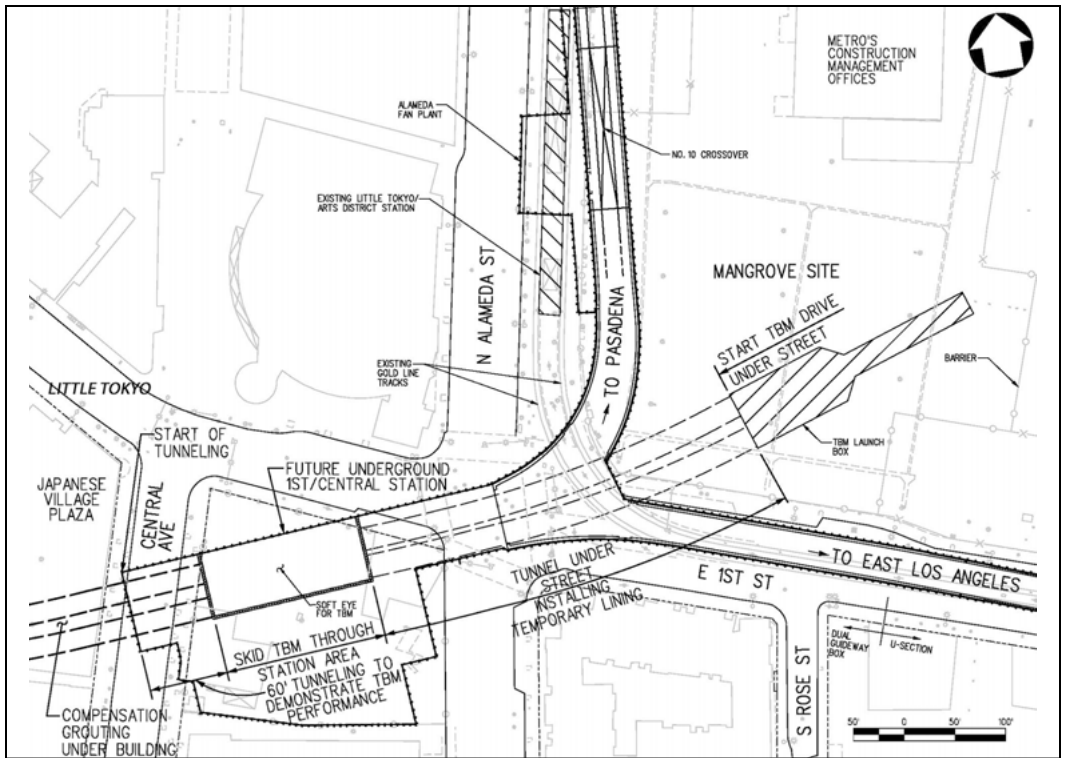 METRO'S
CONSTRUCTION
MANAGEMENT
OFFICES
ALAMEDA
FAN PLANT
NO. 10 CROSSOVER
EXISTING LITTLE TOKYO/
ARTS DISTRICT STATION
N ALAMEDA ST
MANGROVE SITE
TO PASADENA
START TBM DRIVE
UNDER STREET
EXISTING
GOLD LINE
TRACKS
BARRIER
LITTLE TOKYO
TBM LAUNCH
BOX
START OF
TUNNELING
FUTURE UNDERGROUND
1ST/CENTRAL STATION
JAPANESE
VILLAGE
PLAZA
CENTRAL
AVE
TO EAST LOS ANGELES
E 1ST ST
TUNNEL UNDER
STREET
INSTALLING
TEMPORARY LINING
SOFT EYE
FOR TBM
SKID TBM THROUGH
STATION AREA
60' TUNNELING TO
DEMONSTRATE TBM
PERFORMANCE
DUAL
GUIDEWAY
BOX
U-SECTION
S ROSE ST
COMPENSATION
GROUTING
UNDER BUILDING
50' 0 50' 100'